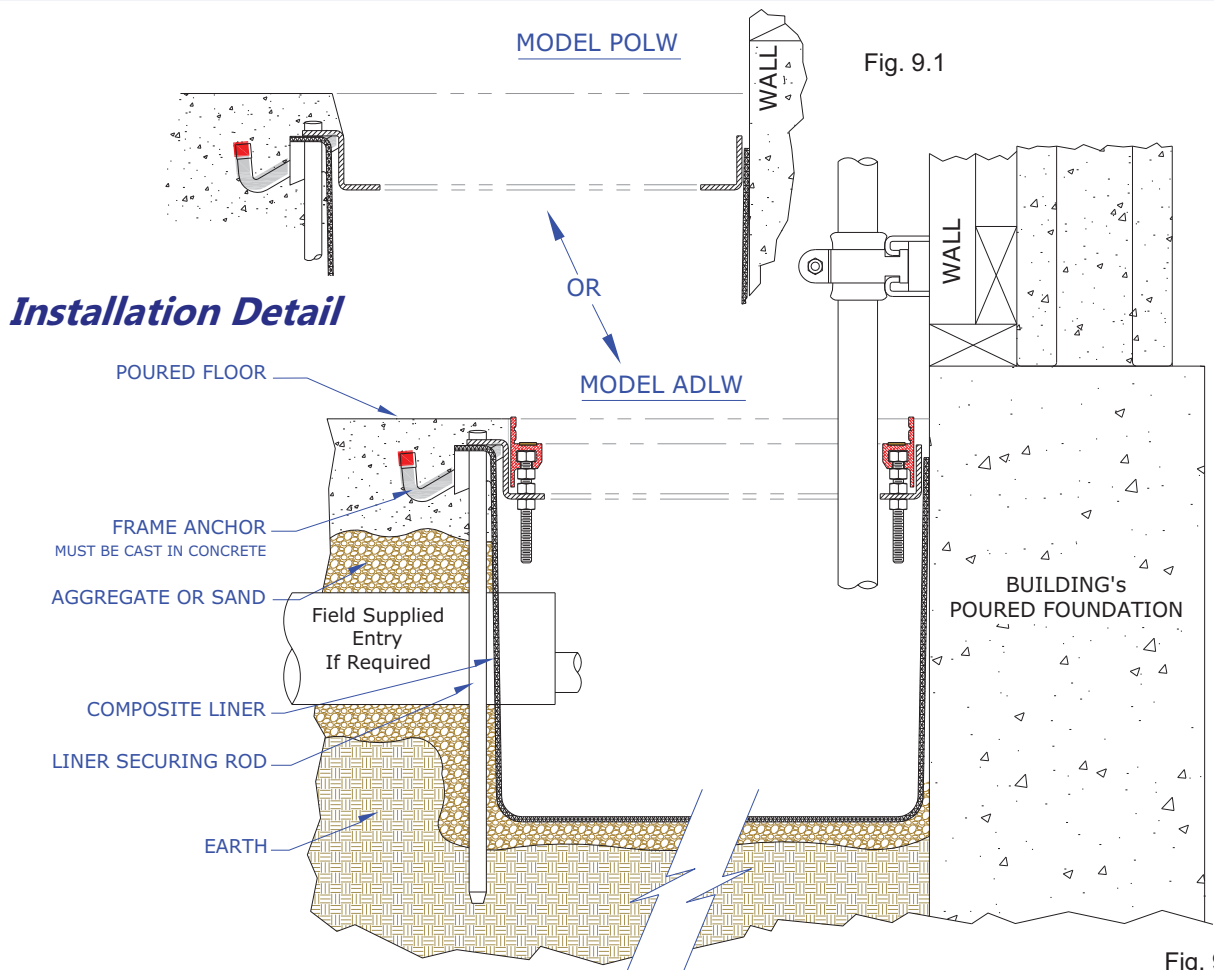 MODEL POLW
Fig. 9.1
WALL
OR
Installation Detail
WALL
POURED FLOOR
MODEL ADLW
FRAME ANCHOR
MUST BE CAST IN CONCRETE
AGGREGATE OR SAND
Field Supplied
Entry
If Required
BUILDING's
POURED FOUNDATION
COMPOSITE LINER
LINER SECURING ROD
EARTH
Fig.